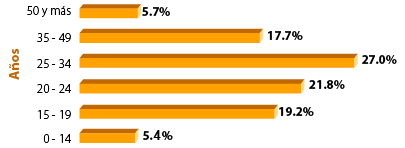 Años
50 y más 5.7%
35 - 49 17.7%
25 - 34 27.0%
20 - 24 21.8%
15 - 19 19.2%
0 - 14 5.4%